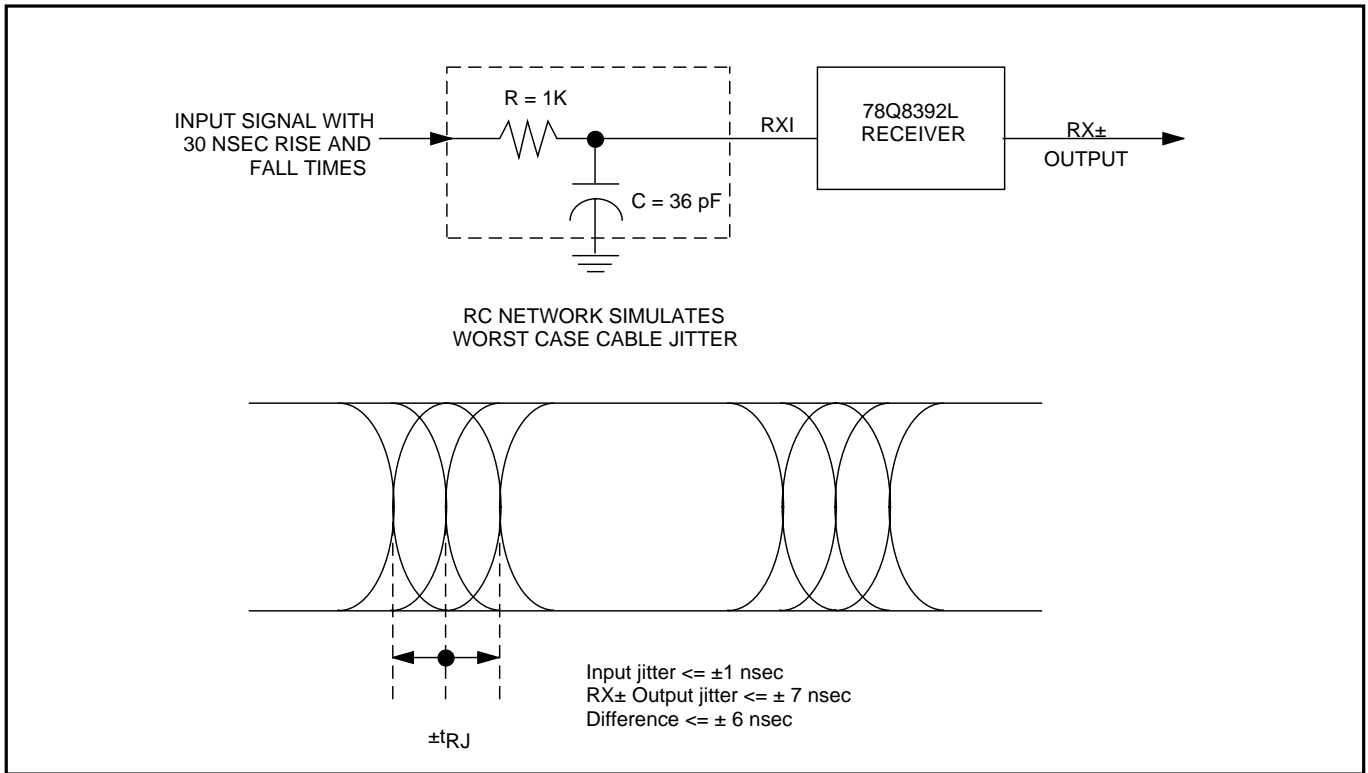 R = 1K
INPUT SIGNAL WITH
30 NSEC RISE AND
FALL TIMES
RXI
78Q8392L
RECEIVER
RX±
OUTPUT
C = 36 pF
RC NETWORK SIMULATES
WORST CASE CABLE JITTER
Input jitter <= ±1 nsec
RX± Output jitter <= ± 7 nsec
Difference <= ± 6 nsec
±tRJ